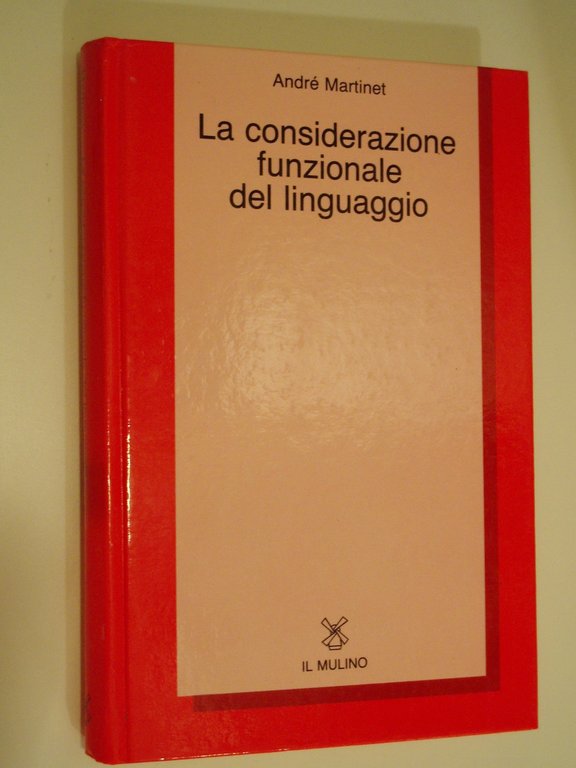 André Martinet
La considerazione
funzionale
del linguaggio
IL MULINO